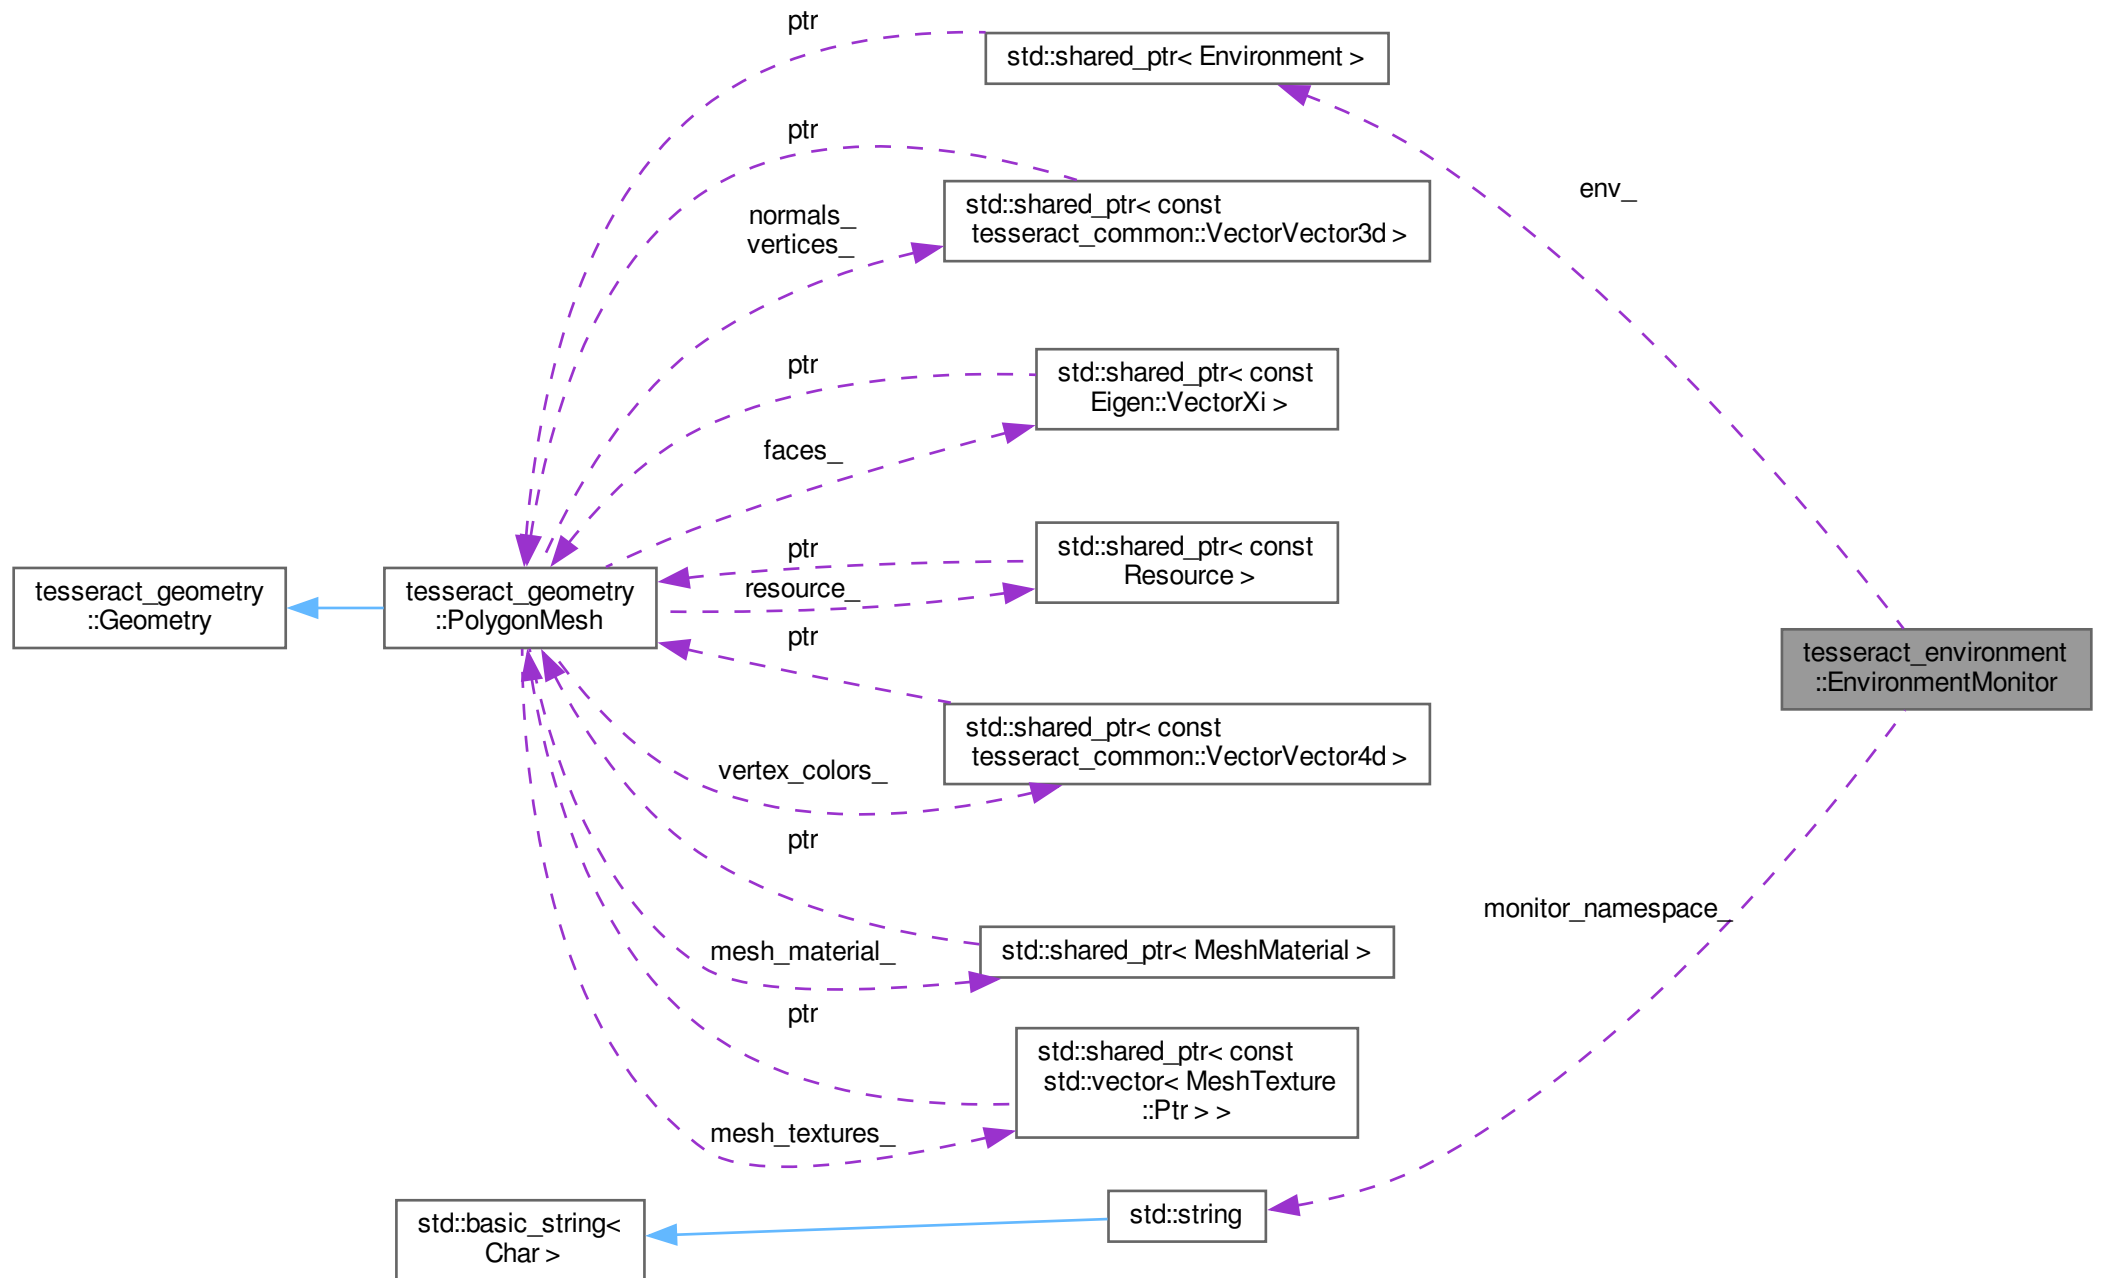 ptr
std::shared_ptr< Environment >
ptr
env_
std::shared_ptr< const
tesseract_common::VectorVector3d >
normals_
vertices_
ptr
std::shared_ptr< const
Eigen::VectorXi >
faces_
ptr
std::shared_ptr< const
Resource >
resource_
tesseract_geometry
::Geometry
tesseract_geometry
::PolygonMesh
ptr
tesseract_environment
::EnvironmentMonitor
std::shared_ptr< const
tesseract_common::VectorVector4d >
vertex_colors_
ptr
monitor_namespace_
mesh_material_
std::shared_ptr< MeshMaterial >
ptr
std::shared_ptr< const
std::vector< MeshTexture
::Ptr > >
mesh_textures_
std::string
std::basic_string<
Char >